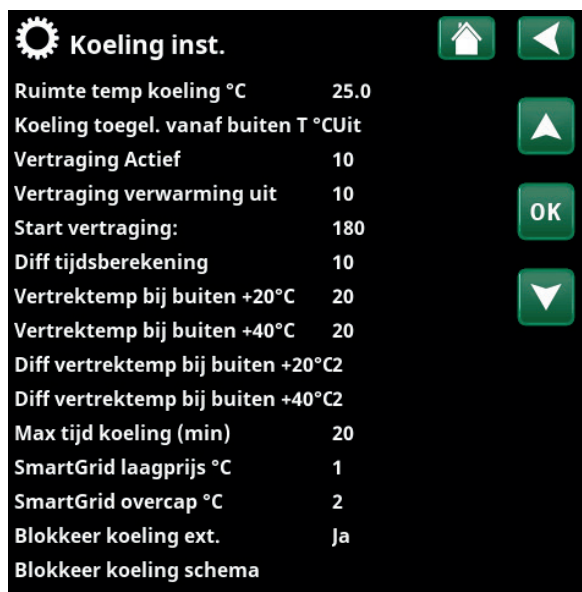 Koeling inst.
Ruimte temp koeling °C 25.0
Koeling toegel. vanaf buiten T °CUit
Vertraging Actief 10
Vertraging verwarming uit 10
Start vertraging: 180
Diff tijdsberekening 10
Vertrektemp bij buiten +20°C 20
Vertrektemp bij buiten +40°C 20
Diff vertrektemp bij buiten +20°C2
Diff vertrektemp bij buiten +40°C2
Max tijd koeling (min) 20
SmartGrid laagprijs °C 1
SmartGrid overcap °C 2
Blokkeer koeling ext. Ja
Blokkeer koeling schema
OK